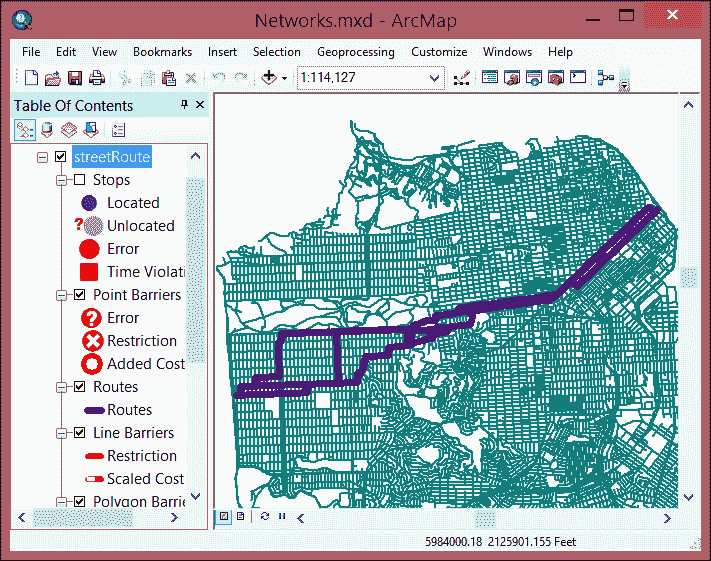 Networks.mxd - ArcMap
File Edit View Bookmarks Insert Selection Geoprocessing Customize Windows Help
1:114,127
Table Of Contents
streetRoute
Stops
Located
? Unlocated
Error
Time Violati
Point Barriers
? Error
Restriction
Added Cost
Routes
Routes
Line Barriers
Restriction
Scaled Cost
Polygon Barrie
5984000.18 2125901.155 Feet